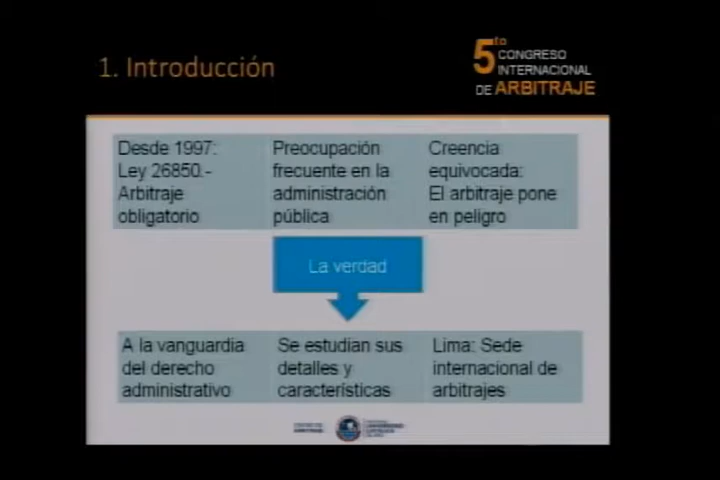 1. Introducción
5to
CONGRESO
INTERNACIONAL
DE ARBITRAJE
Desde 1997:
Ley 26850.-
Arbitraje
obligatorio
Preocupación
frecuente en la
administración
pública
Creencia
equivocada:
El arbitraje pone
en peligro
La verdad
A la vanguardia
del derecho
administrativo
Se estudian sus
detalles y
características
Lima: Sede
internacional de
arbitrajes